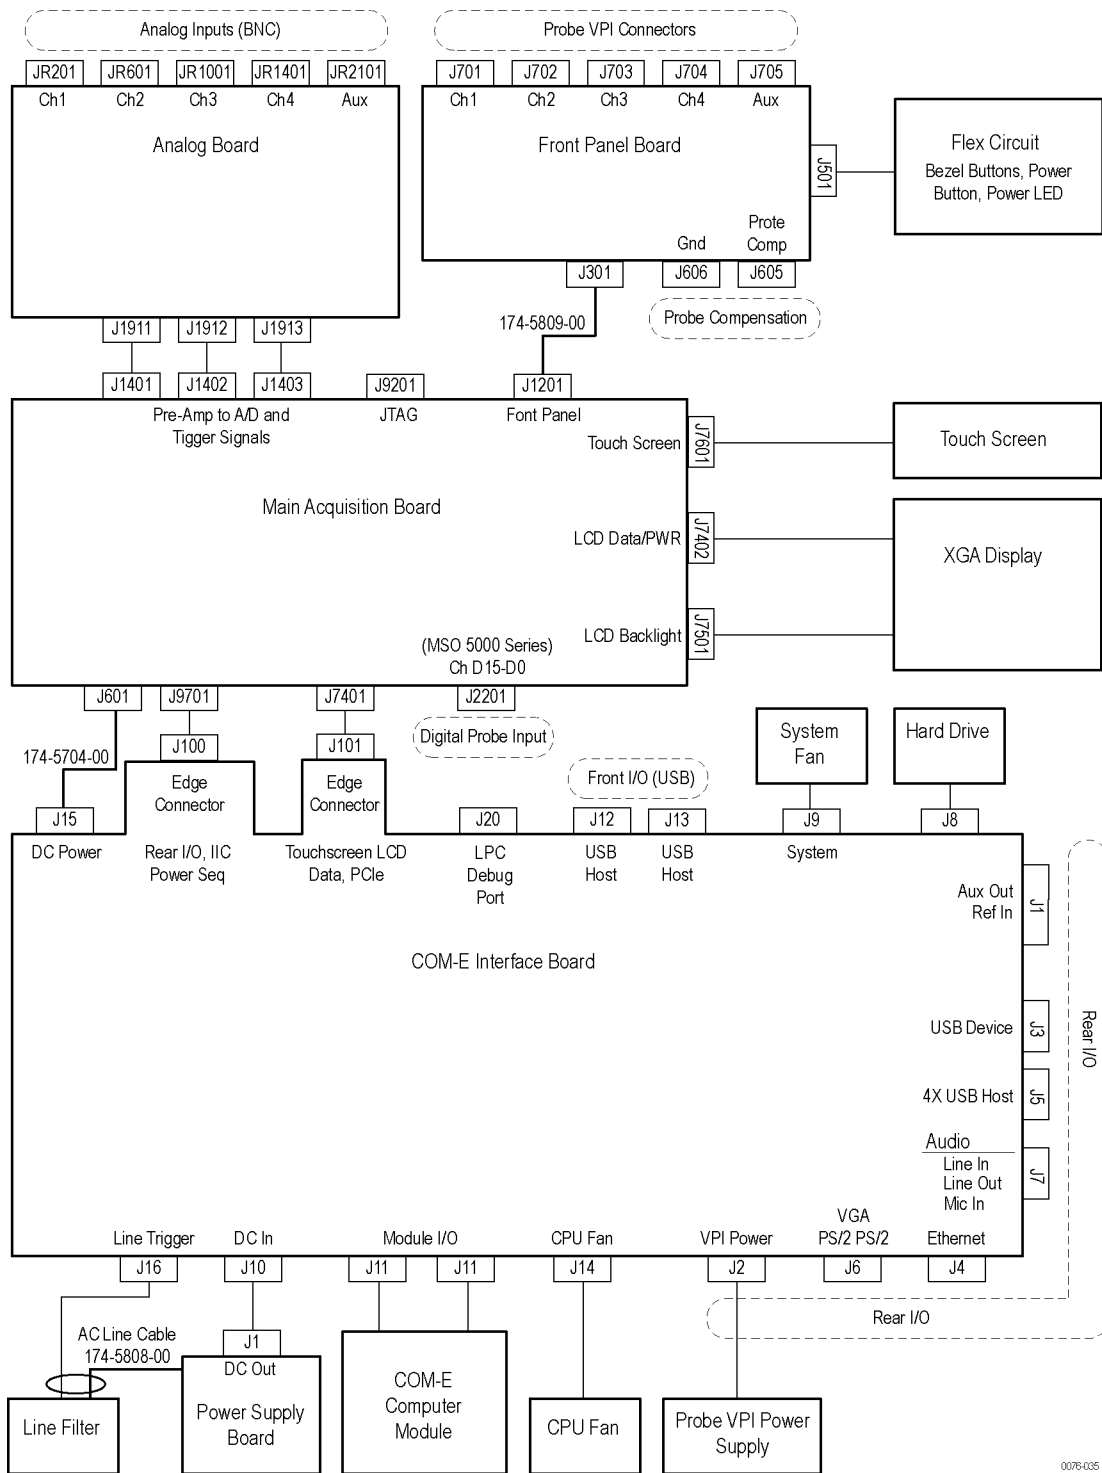 Analog Inputs (BNC)
Probe VPI Connectors
JR201
JR601
JR1001
JR1401
JR2101
J701
J702
J703
J704
J705
Ch1
Ch2
Ch3
Ch4
Aux
Ch1
Ch2
Ch3
Ch4
Aux
Analog Board
Front Panel Board
J501
Flex Circuit
Bezel Buttons, Power
Button, Power LED
Gnd
Prote
Comp
J301
J606
J605
Probe Compensation
174-5809-00
J1911
J1912
J1913
J1401
J1402
J1403
J9201
J1201
Pre-Amp to A/D and
Tigger Signals
JTAG
Font Panel
Touch Screen
J7601
Touch Screen
Main Acquisition Board
LCD Data/PWR
J7402
XGA Display
LCD Backlight
J7501
(MSO 5000 Series)
Ch D15-D0
J601
J9701
J7401
J2201
Digital Probe Input
174-5704-00
J100
J101
System
Fan
Hard Drive
Edge
Connector
Edge
Connector
Front I/O (USB)
J15
J20
J12
J13
J9
J8
DC Power
Rear I/O, IIC
Power Seq
Touchscreen LCD
Data, PCIe
LPC
Debug
Port
USB
Host
USB
Host
System
Aux Out
Ref In
J1
COM-E Interface Board
USB Device
J3
Rear I/O
4X USB Host
J5
Audio
Line In
Line Out
Mic In
J7
Line Trigger
DC In
Module I/O
CPU Fan
VPI Power
VGA
PS/2 PS/2
Ethernet
J16
J10
J11
J11
J14
J2
J6
J4
Rear I/O
AC Line Cable
174-5808-00
J1
DC Out
Line Filter
Power Supply
Board
COM-E
Computer
Module
CPU Fan
Probe VPI Power
Supply
0076-035